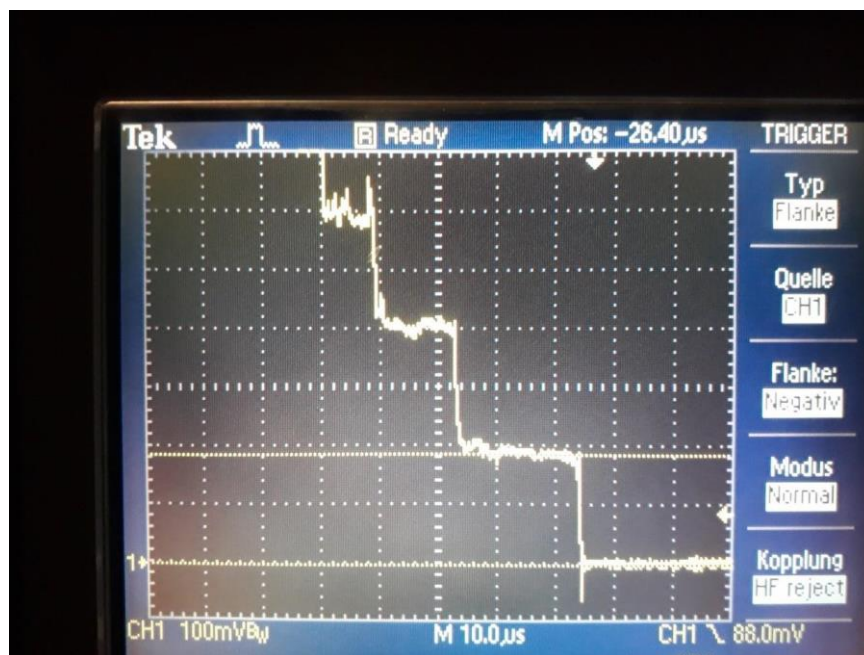 Tek R Ready M Pos: -26.40µs TRIGGER
Typ
Flanke
Quelle
CH1
Flanke:
Negativ
Modus
Normal
Kopplung
HF reject
1
CH1 100mVBW M 10.0µs CH1 88.0mV